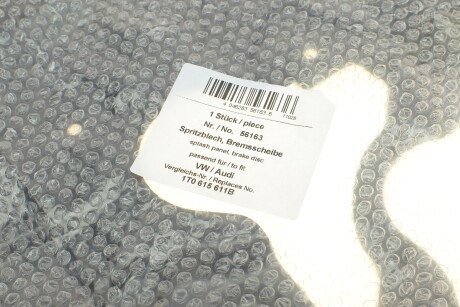 1 Stück / piece
Nr. / No. 56163
Spritzblech, Bremsscheibe
splash panel, brake disc
passend für / to fit
VW / Audi
Vergleichs-Nr. / Replaces No.
1T0 615 611B